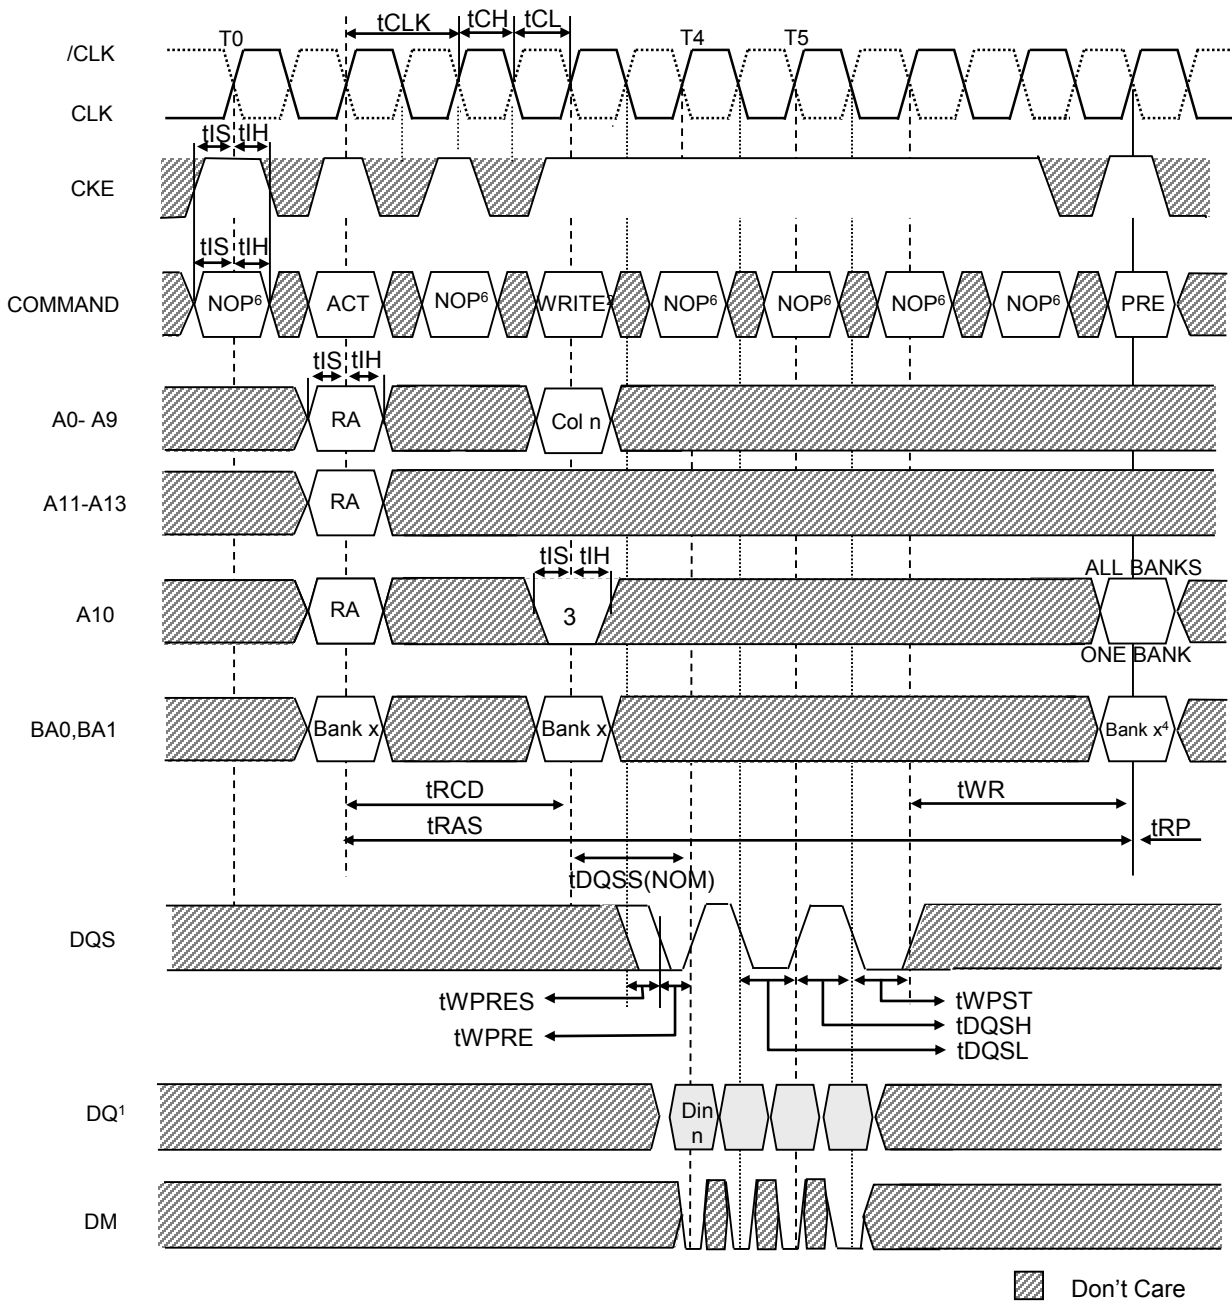 tCLK tCH tCL
T0 T4 T5
/CLK
CLK
tIS tIH
CKE
tIS tIH
COMMAND NOP6 ACT NOP6 WRITE2 NOP6 NOP6 NOP6 NOP6 PRE
tIS tIH
A0- A9 RA Col n
A11-A13 RA
tIS tIH ALL BANKS
A10 RA 3
ONE BANK
BA0,BA1 Bank x Bank x Bank x4
tRCD tWR
tRAS tRP
tDQSS(NOM)
DQS
tWPRES tWPST
tDQSH
tWPRE tDQSL
DQ1 Din
n
DM
Don't Care